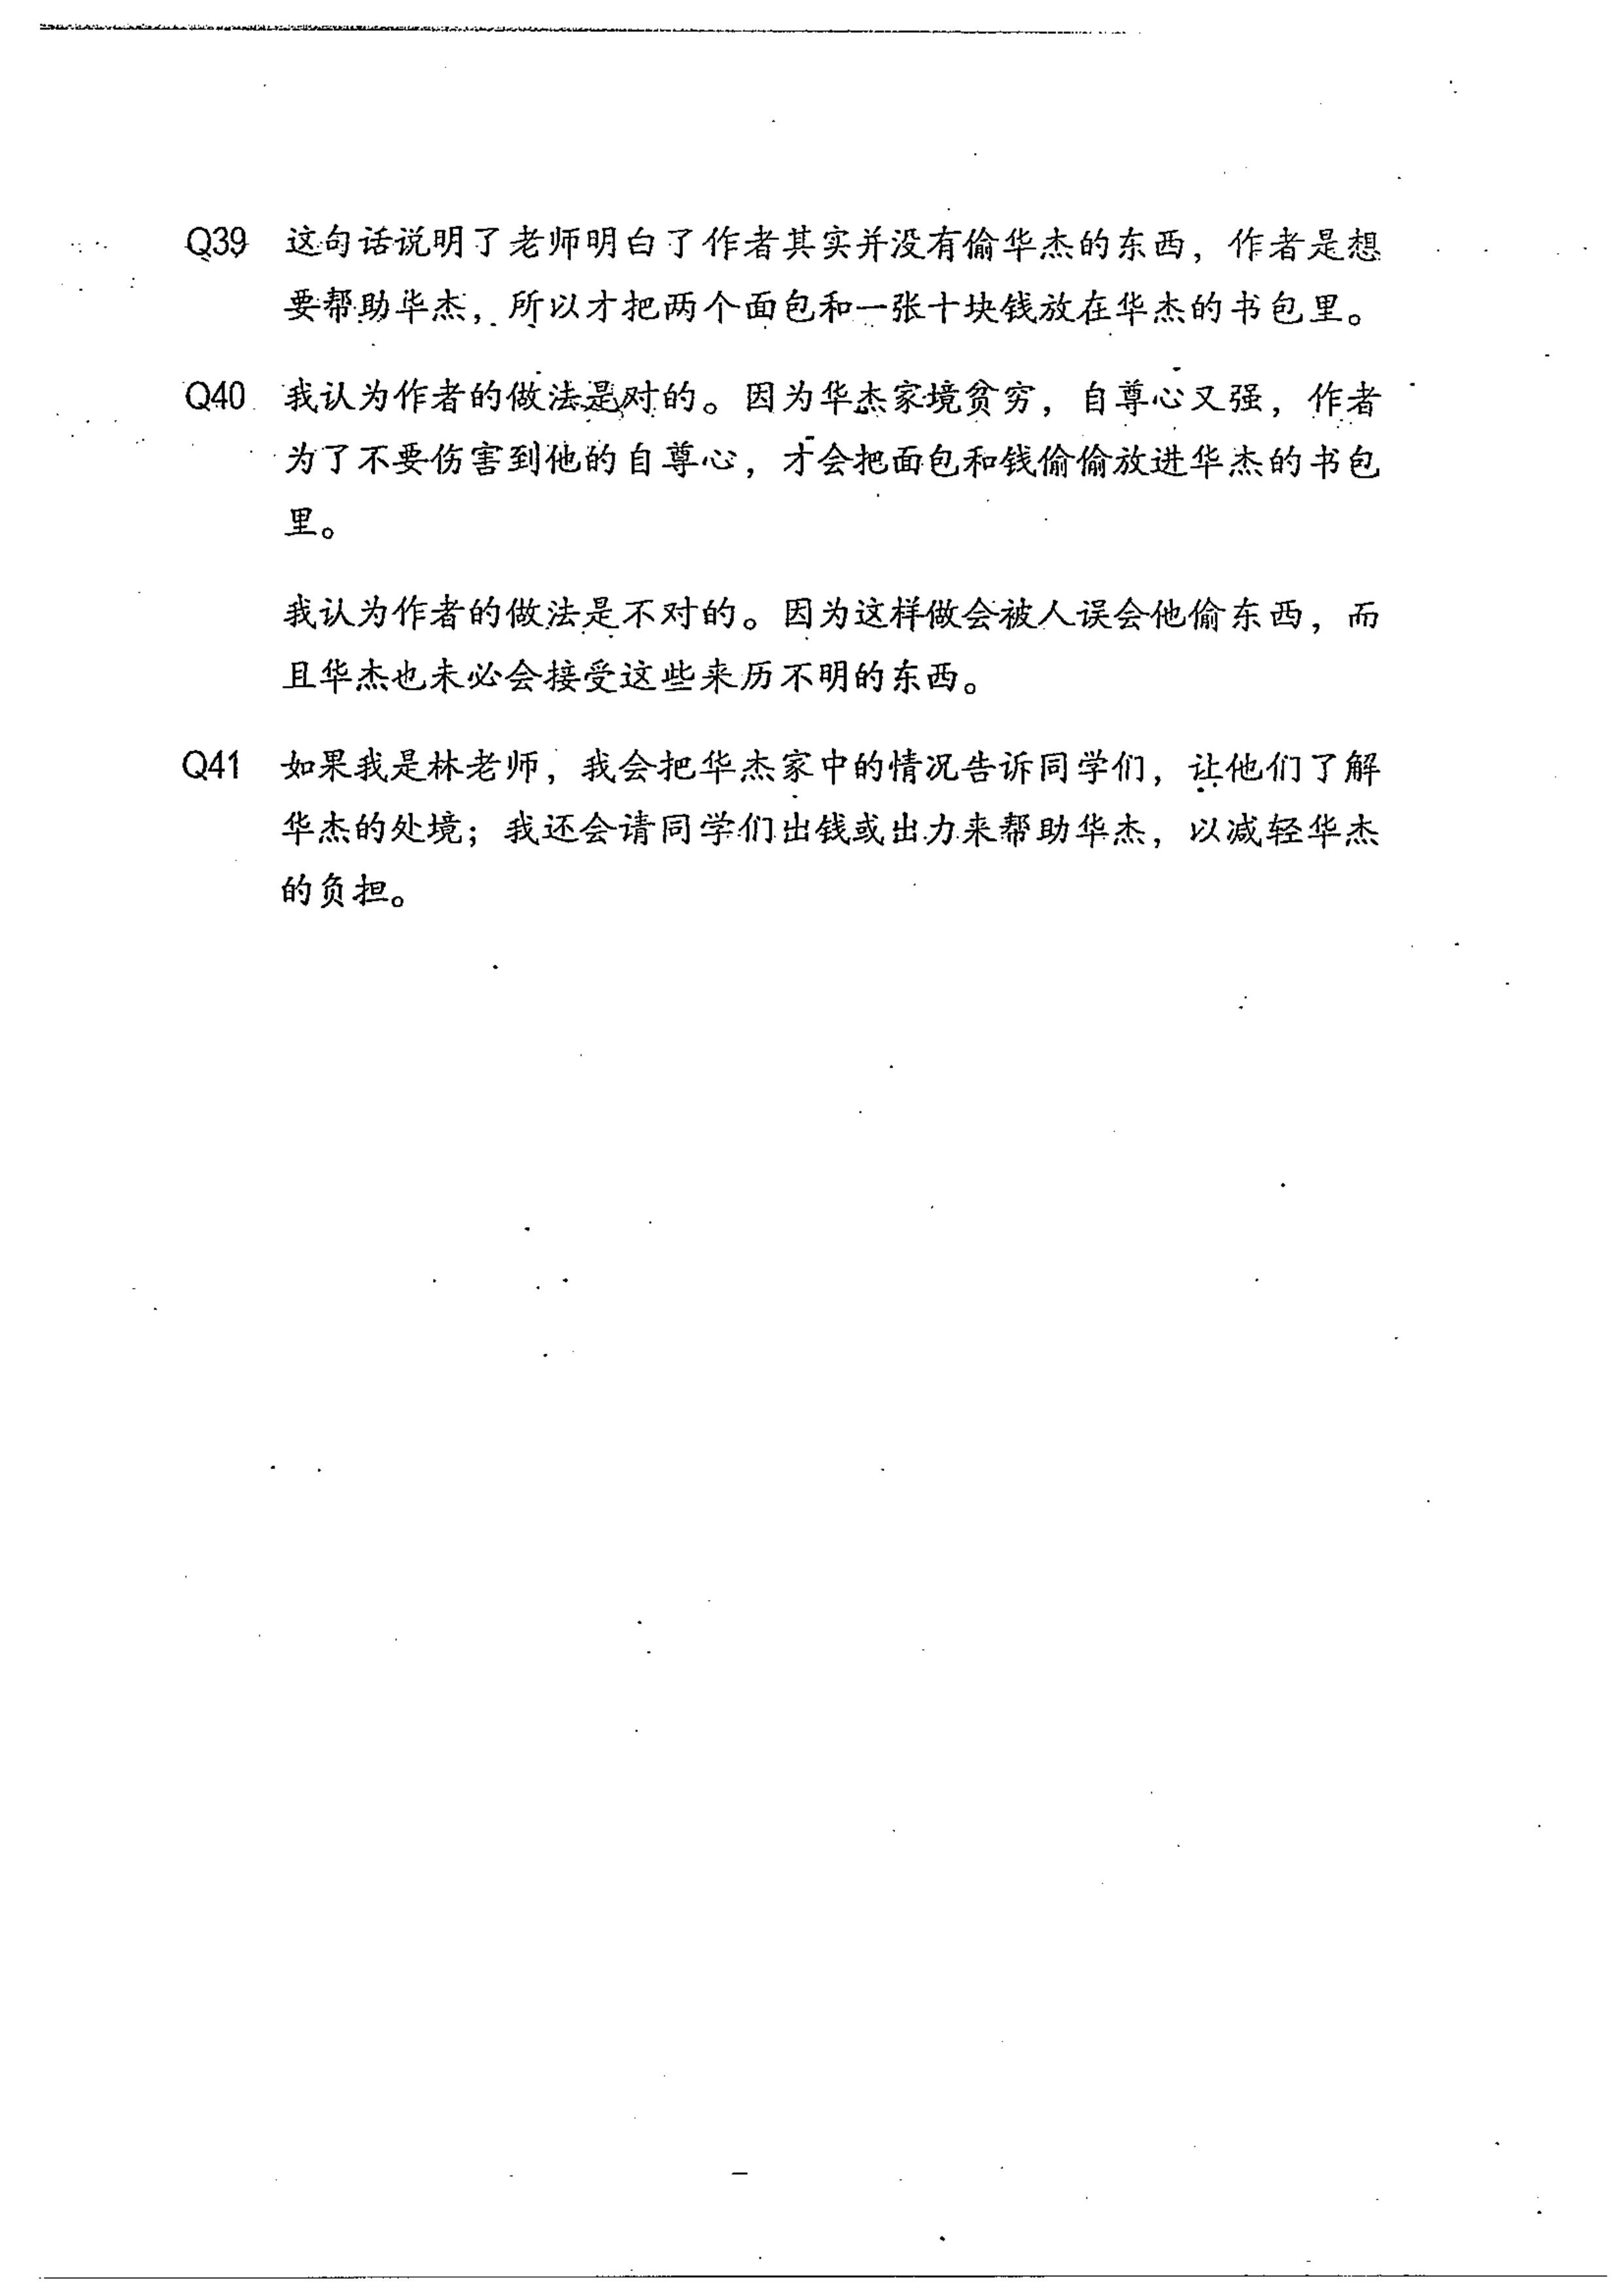 Q39 这句话说明了老师明白了作者其实并没有偷华杰的东西，作者是想
要帮助华杰，所以才把两个面包和一张十块钱放在华杰的书包里。
Q40 我认为作者的做法是对的。因为华杰家境贫穷，自尊心又强，作者
为了不要伤害到他的自尊心，才会把面包和钱偷偷放进华杰的书包
里。
我认为作者的做法是不对的。因为这样做会被人误会他偷东西，而
且华杰也未必会接受这些来历不明的东西。
Q41 如果我是林老师，我会把华杰家中的情况告诉同学们，让他们了解
华杰的处境；我还会请同学们出钱或出力来帮助华杰，以减轻华杰
的负担。